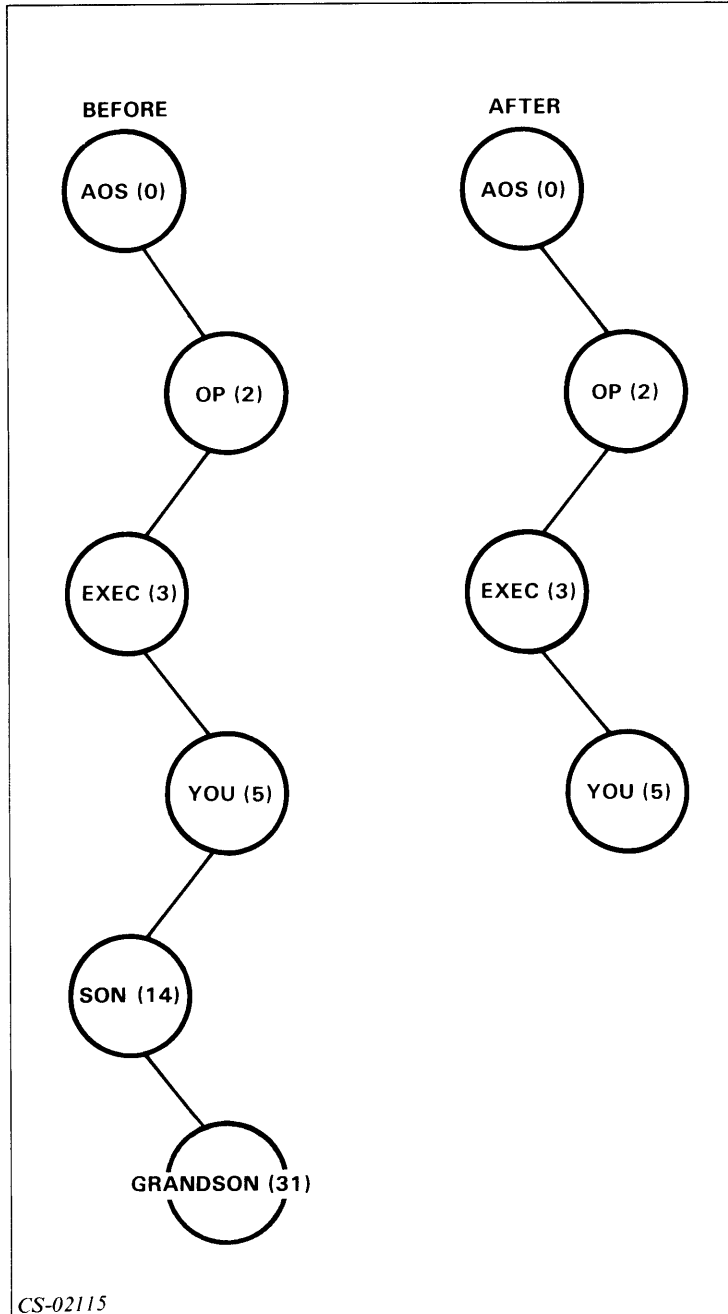 BEFORE
AOS (0)
OP (2)
EXEC (3)
YOU (5)
SON (14)
GRANDSON (31)
AFTER
AOS (0)
OP (2)
EXEC (3)
YOU (5)
CS-02115